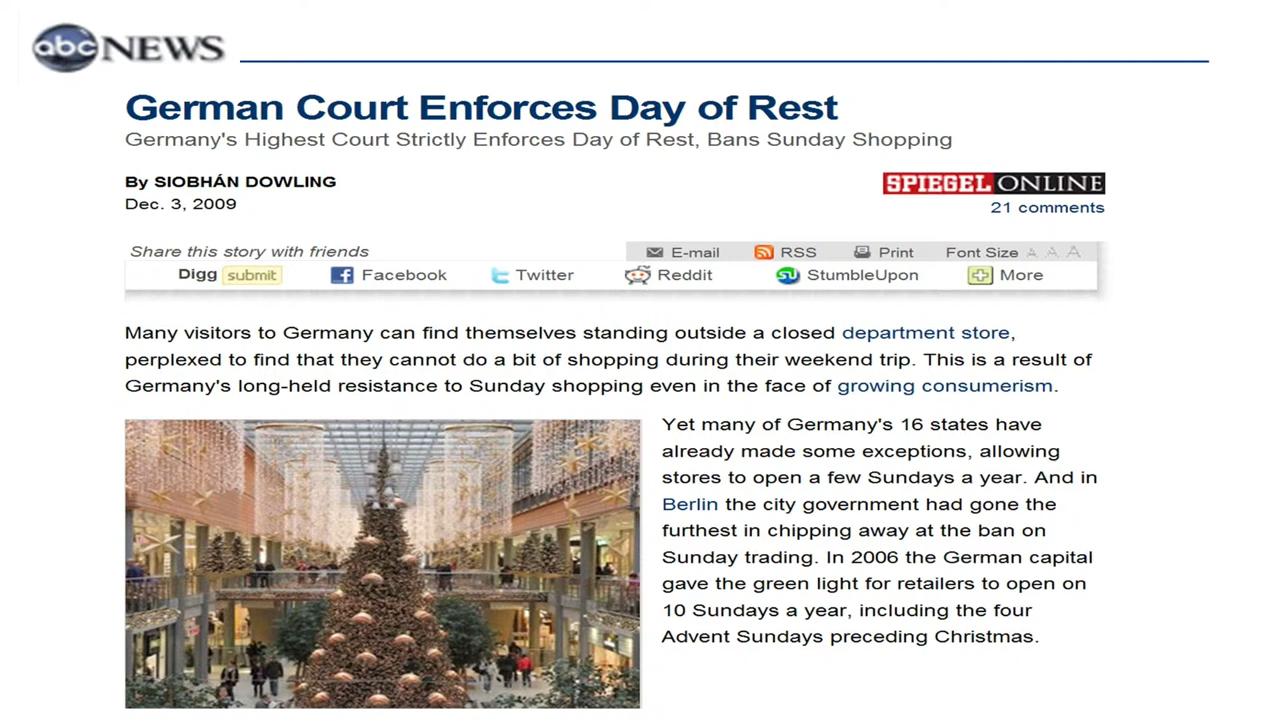 abc NEWS
German Court Enforces Day of Rest
Germany's Highest Court Strictly Enforces Day of Rest, Bans Sunday Shopping
By SIOBHÁN DOWLING
SPIEGEL ONLINE
Dec. 3, 2009
21 comments
Share this story with friends
E-mail RSS Print Font Size A A A
Digg submit Facebook Twitter Reddit StumbleUpon More
Many visitors to Germany can find themselves standing outside a closed department store,
perplexed to find that they cannot do a bit of shopping during their weekend trip. This is a result of
Germany's long-held resistance to Sunday shopping even in the face of growing consumerism.
Yet many of Germany's 16 states have
already made some exceptions, allowing
stores to open a few Sundays a year. And in
Berlin the city government had gone the
furthest in chipping away at the ban on
Sunday trading. In 2006 the German capital
gave the green light for retailers to open on
10 Sundays a year, including the four
Advent Sundays preceding Christmas.